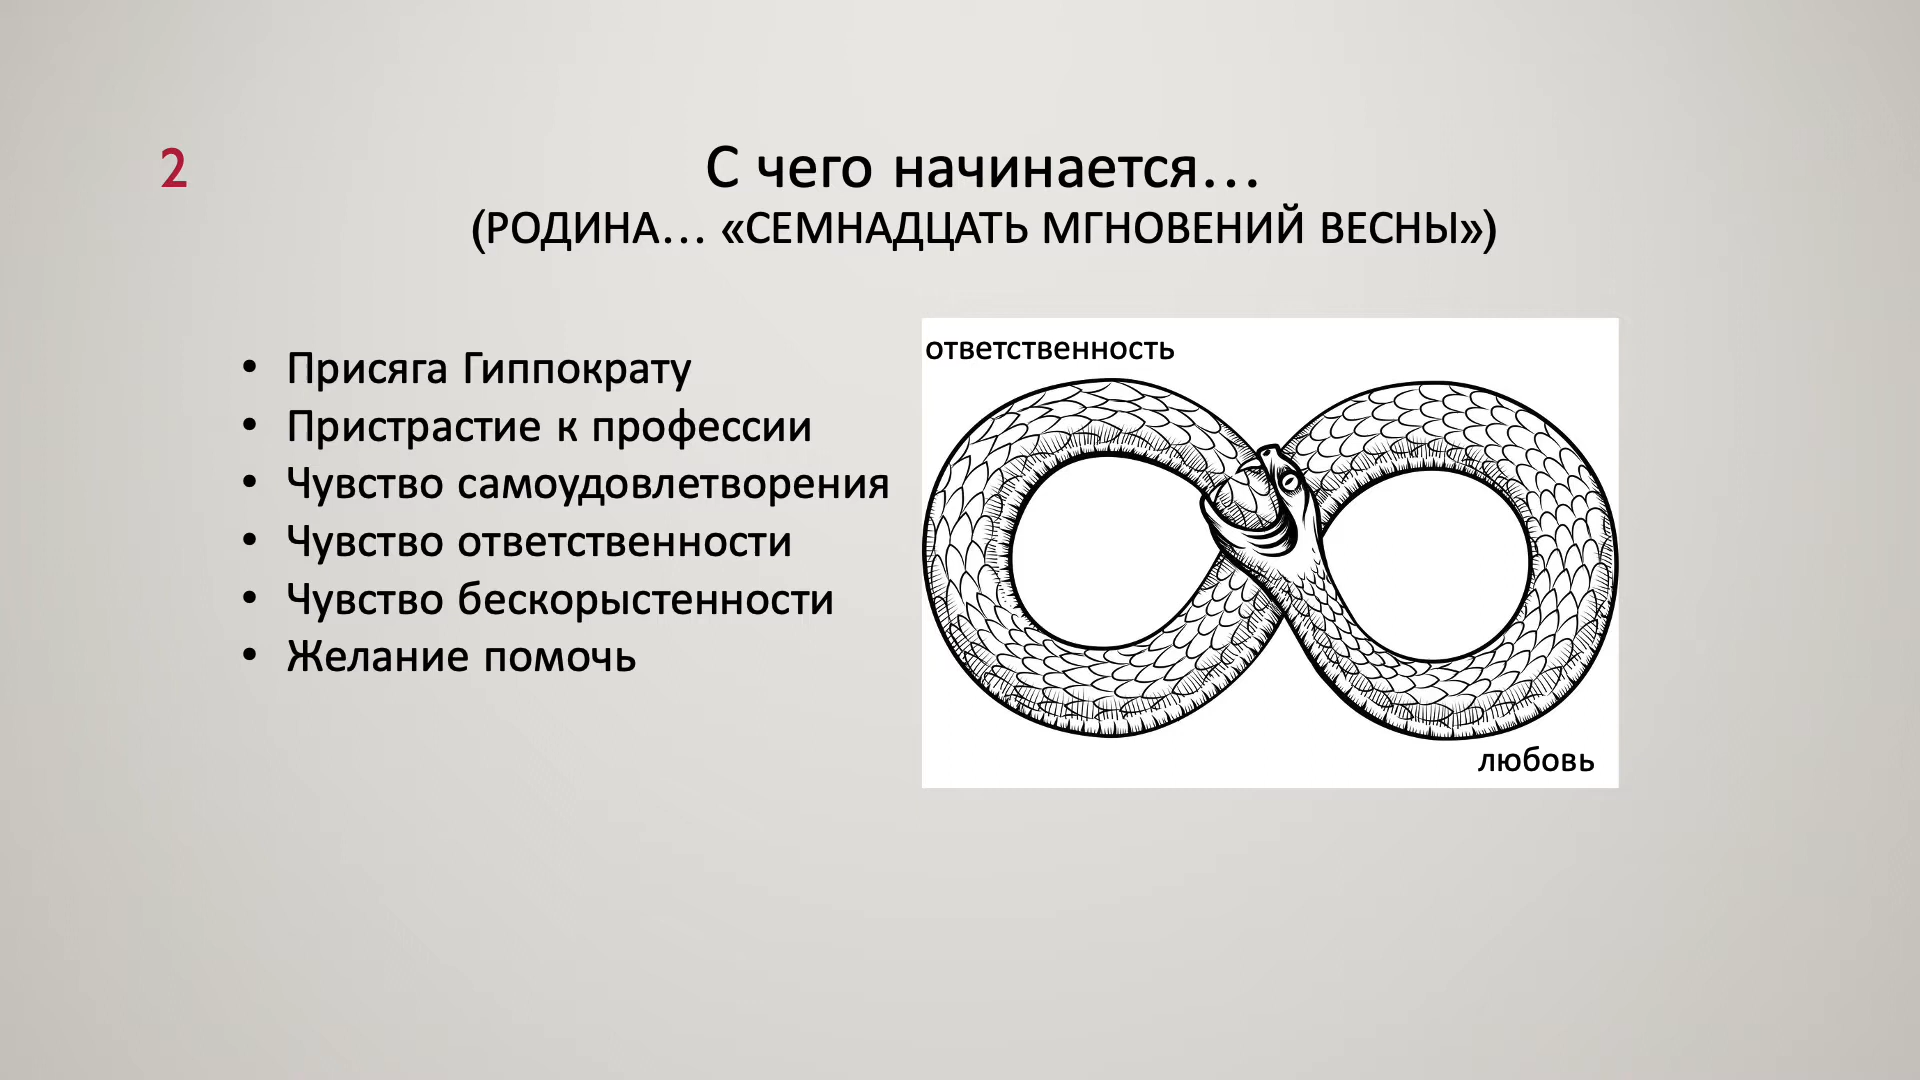 2
С чего начинается...
(РОДИНА... «СЕМНАДЦАТЬ МГНОВЕНИЙ ВЕСНЫ»)
• Присяга Гиппократу
• Пристрастие к профессии
• Чувство самоудовлетворения
• Чувство ответственности
• Чувство бескорыстенности
• Желание помочь
ответственность
любовь